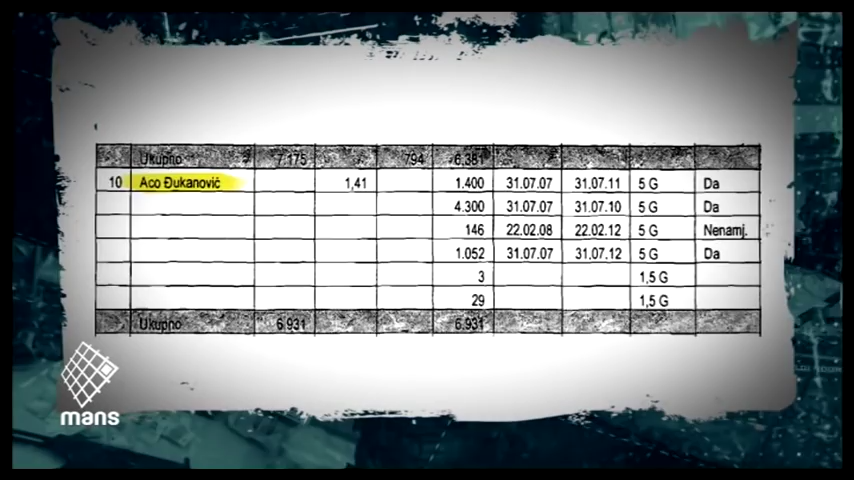 Ukupno 7.175 794 6.381
10 Aco Đukanović 1,41 1.400 31.07.07 31.07.11 5 G Da
4.300 31.07.07 31.07.10 5 G Da
146 22.02.08 22.02.12 5 G Nenamj.
1.052 31.07.07 31.07.12 5 G Da
3 1,5 G
29 1,5 G
Ukupno 6.931 6.931
mans